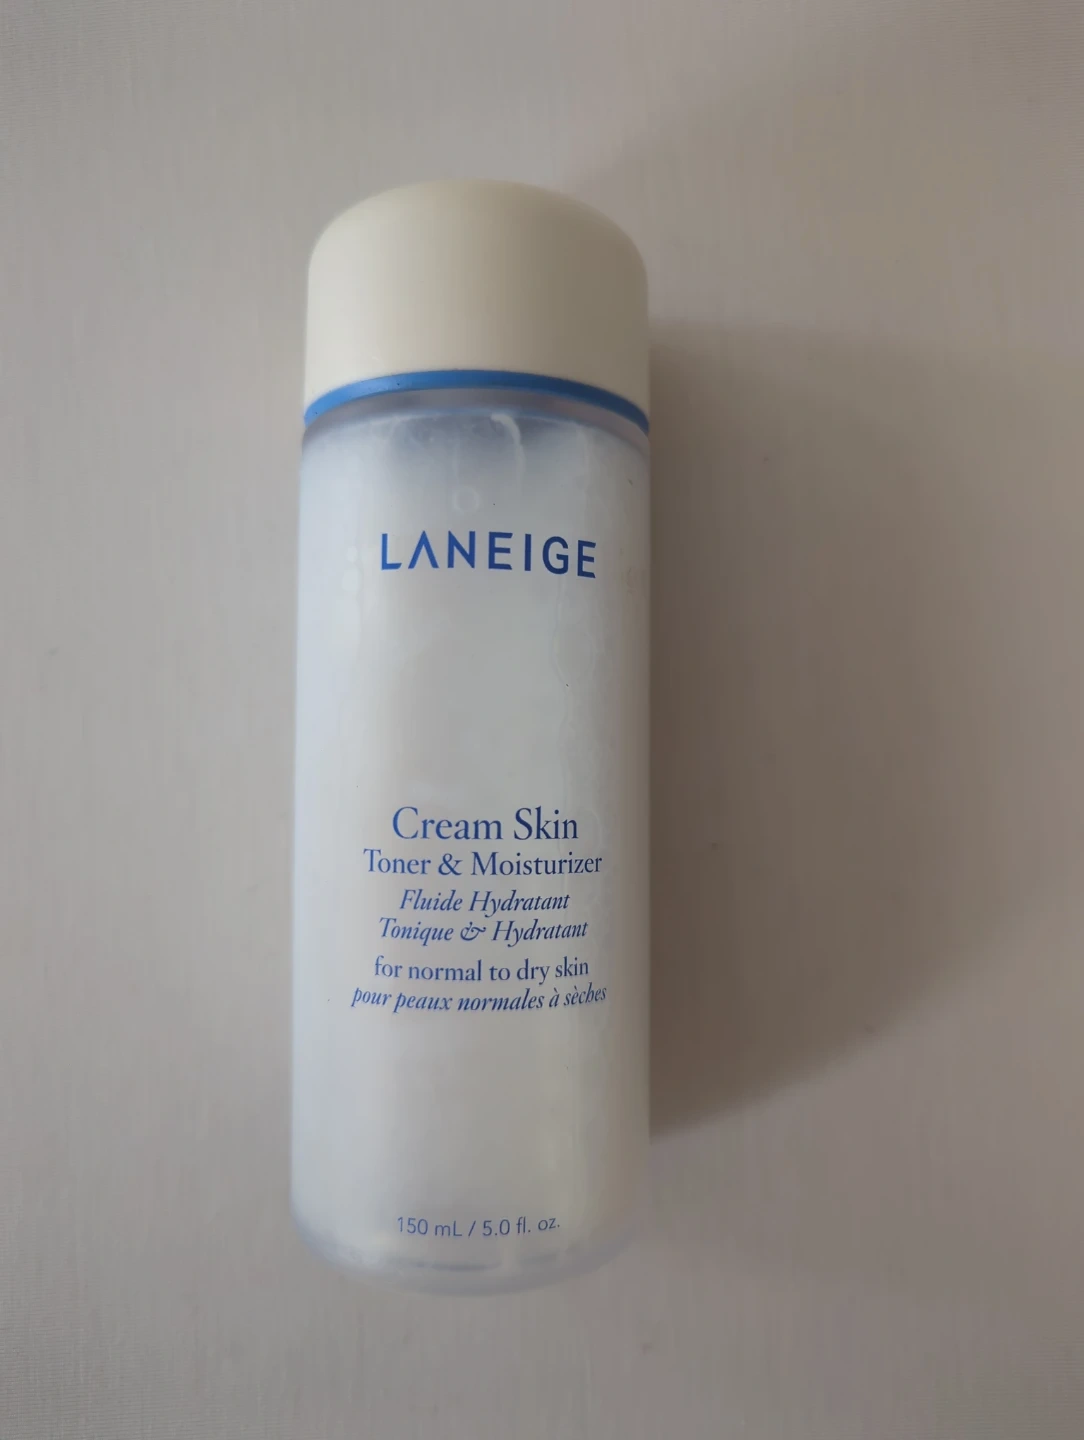 LANEIGE
Cream Skin
Toner & Moisturizer
Fluide Hydratant
Tonique & Hydratant
for normal to dry skin
pour peaux normales à sèches
150 mL / 5.0 fl. oz.